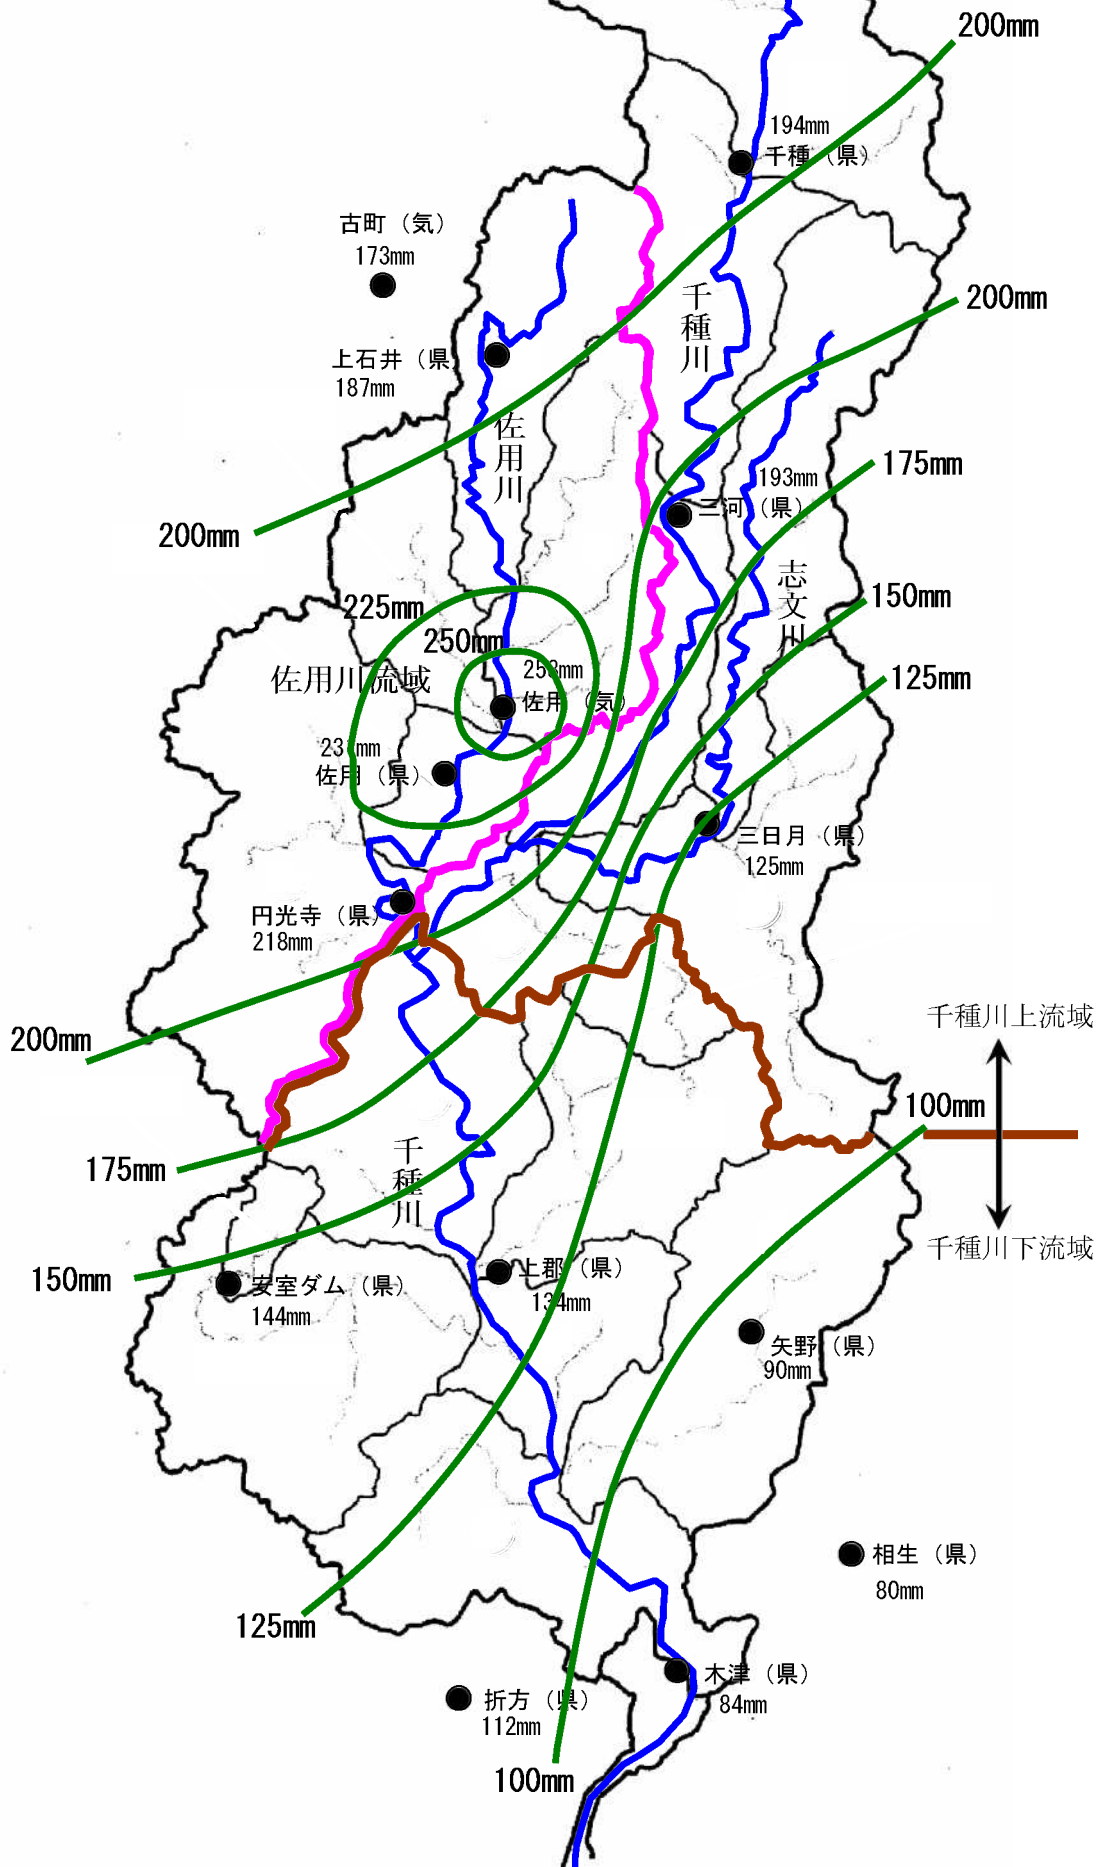 200mm
194mm
千種（県）
古町（気）
173mm
千種川
200mm
上石井（県
187mm
佐用川
175mm
193mm
三河（県）
200mm
志文川
150mm
225mm
250mm
125mm
佐用川流域
253mm
佐用（気）
231mm
佐用（県）
三日月（県）
125mm
円光寺（県）
218mm
千種川上流域
200mm
100mm
千種川
175mm
千種川下流域
150mm
安室ダム（県）
144mm
上郡（県）
134mm
矢野（県）
90mm
相生（県）
80mm
125mm
木津（県）
84mm
折方（県）
112mm
100mm